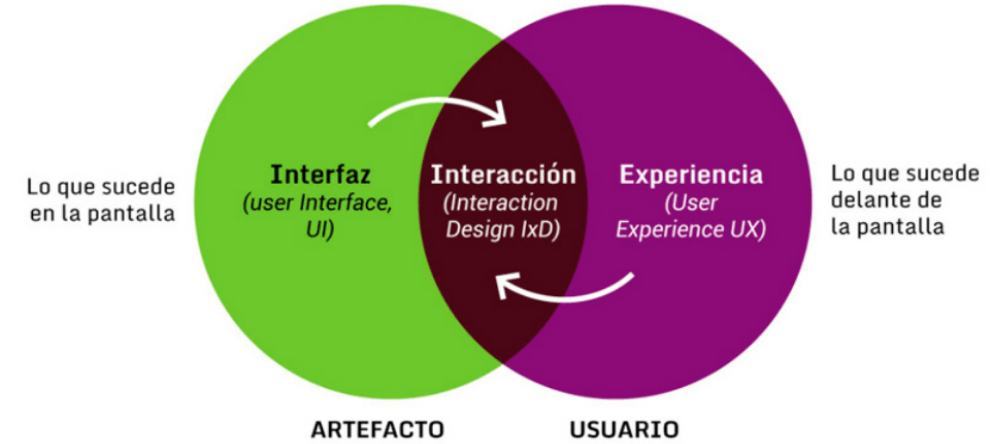 Lo que sucede
en la pantalla
Interfaz
(user Interface,
UI)
Interacción
(Interaction
Design IxD)
Experiencia
(User
Experience UX)
Lo que sucede
delante de
la pantalla
ARTEFACTO
USUARIO